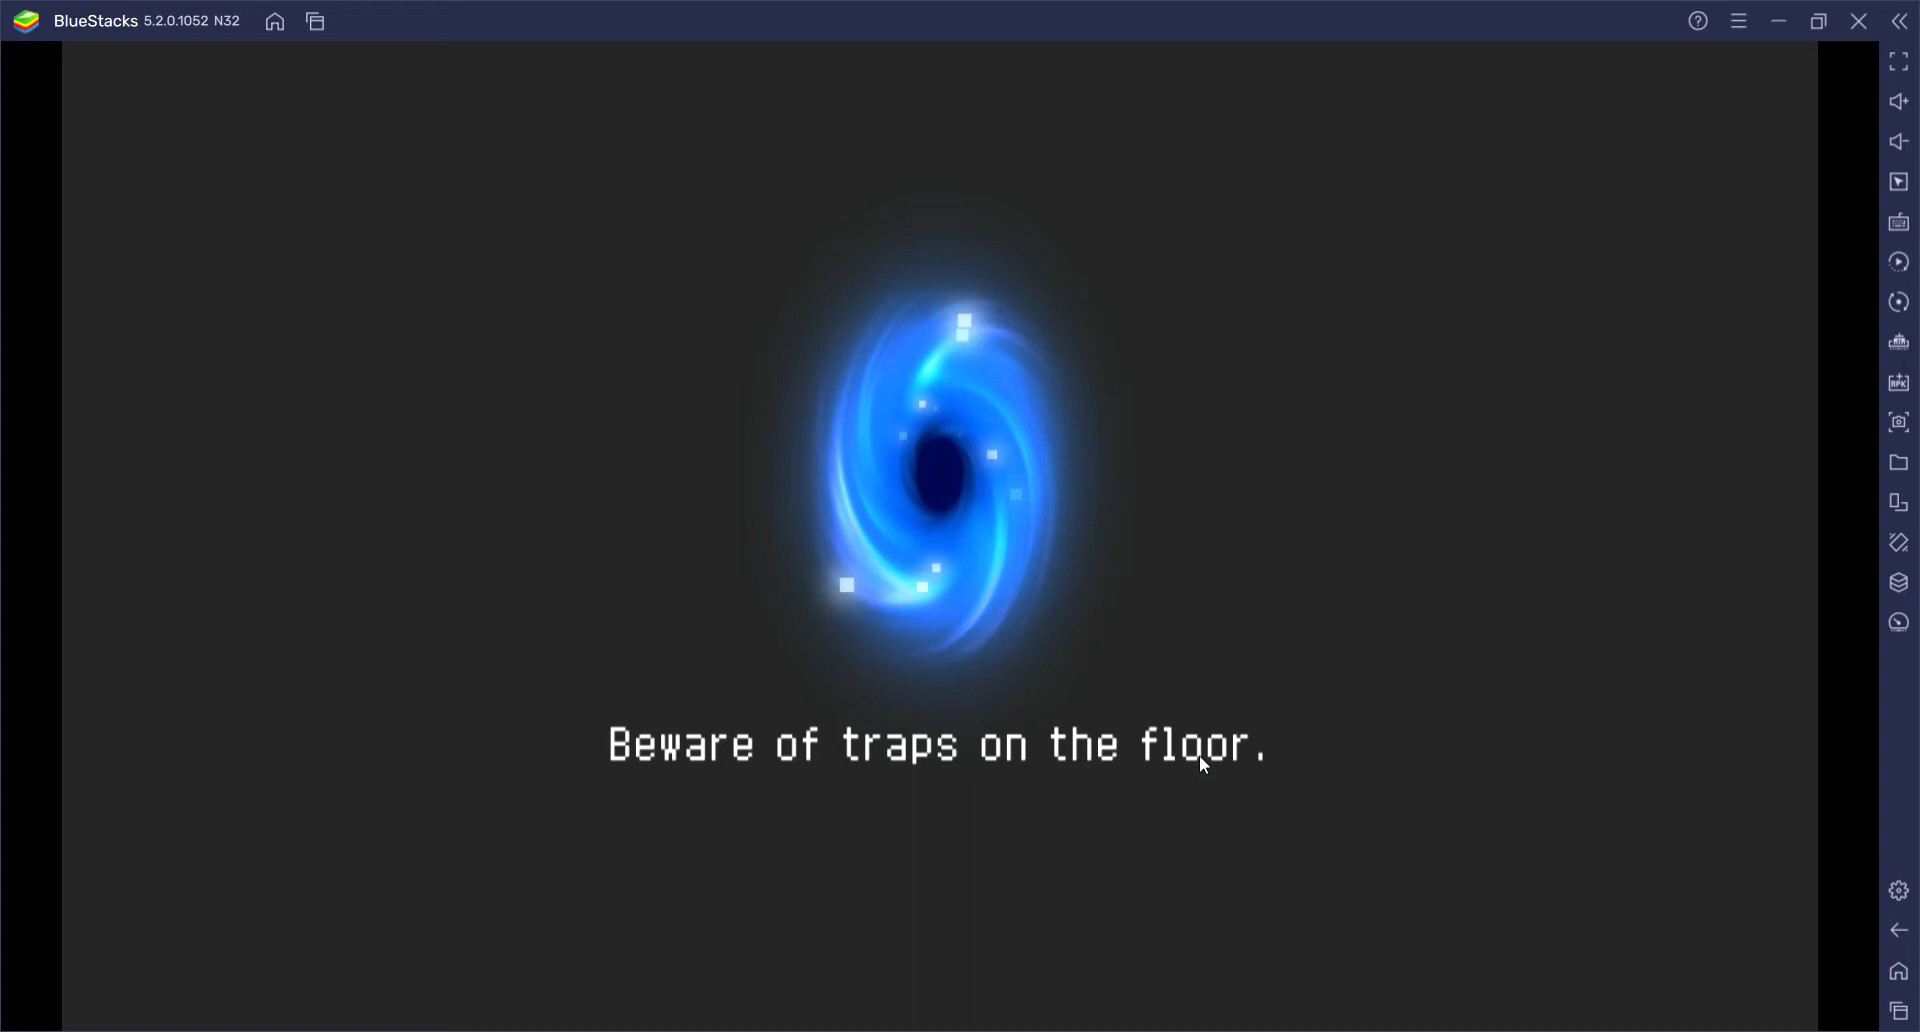 BlueStacks 5.2.0.1052 N32
Beware of traps on the floor.